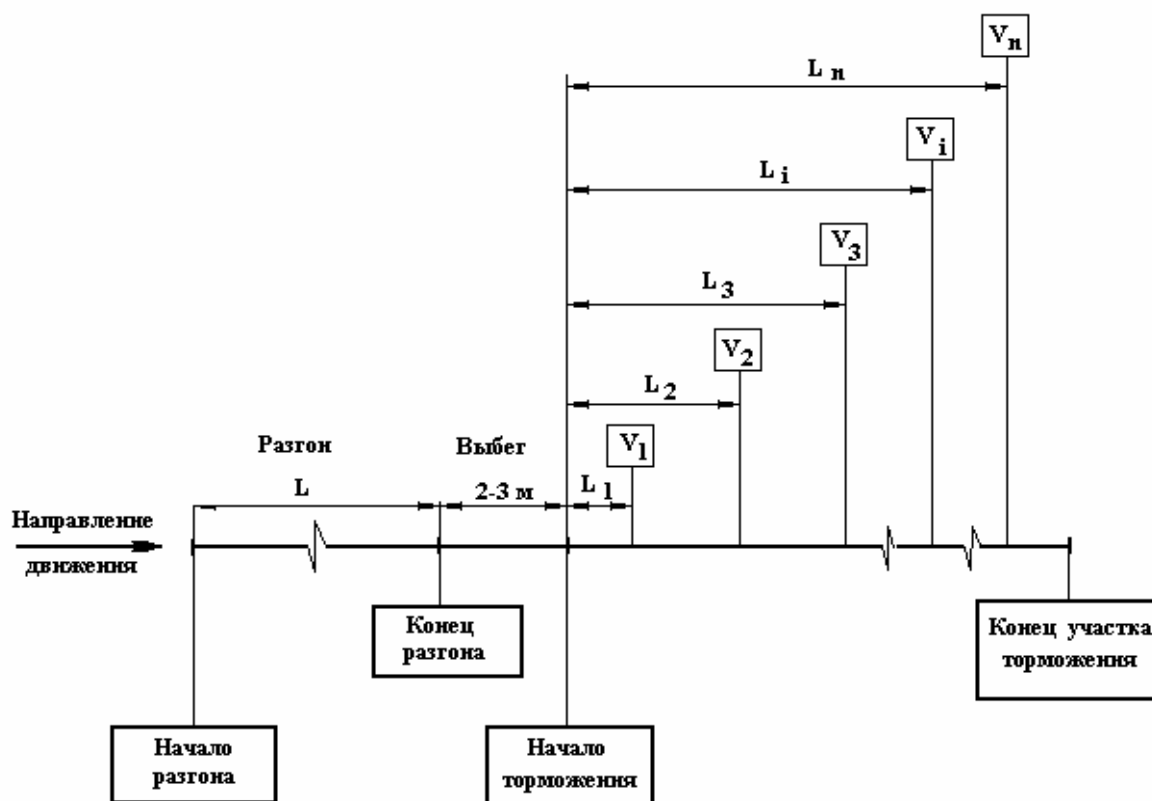 V n
L n
V i
L i
V 3
L 3
V 2
L 2
Разгон
Выбег
V 1
L
2-3 м
L 1
Направление
движения
Конец
разгона
Конец участка
торможения
Начало
разгона
Начало
торможения